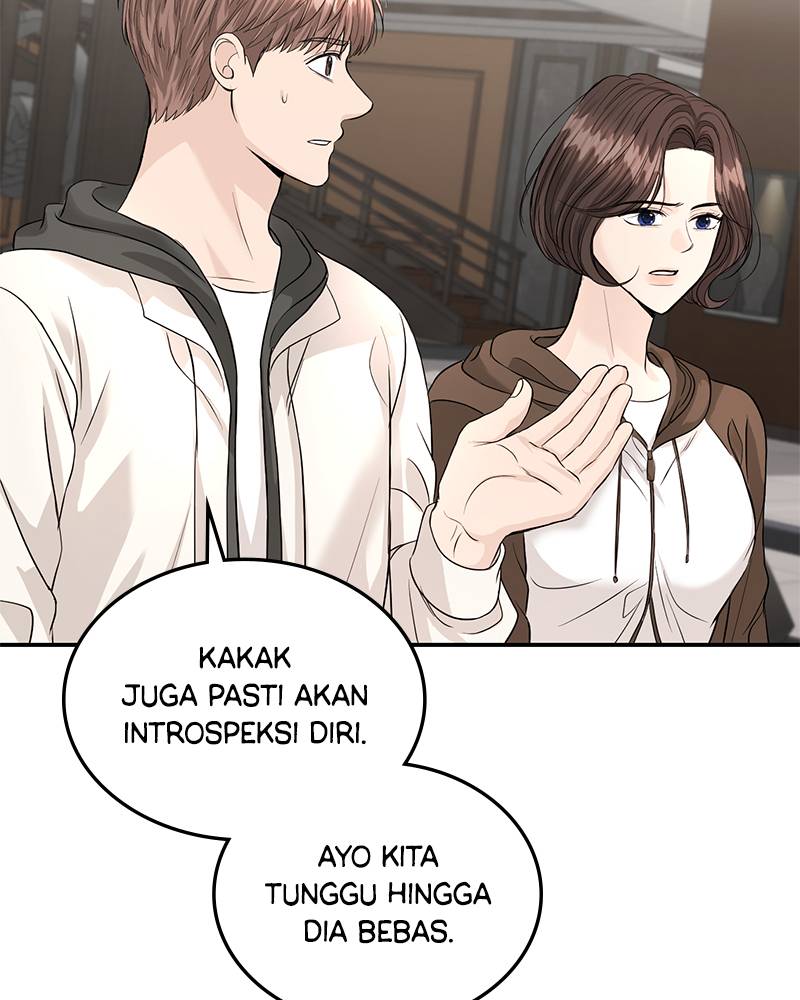 KAKAK
JUGA PASTI AKAN
INTROSPEKSI DIRI.
AYO KITA
TUNGGU HINGGA
DIA BEBAS.